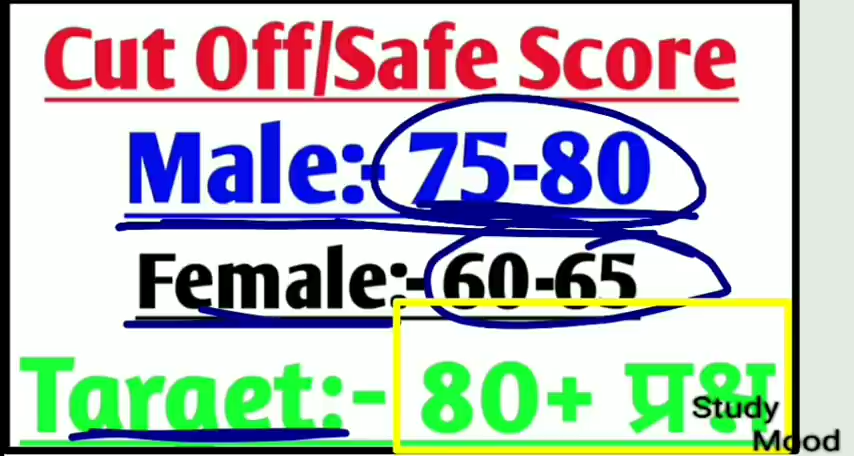 Cut Off/Safe Score
Male:- 75-80
Female:- 60-65
Target:- 80+ प्रश्न
Study
Mood